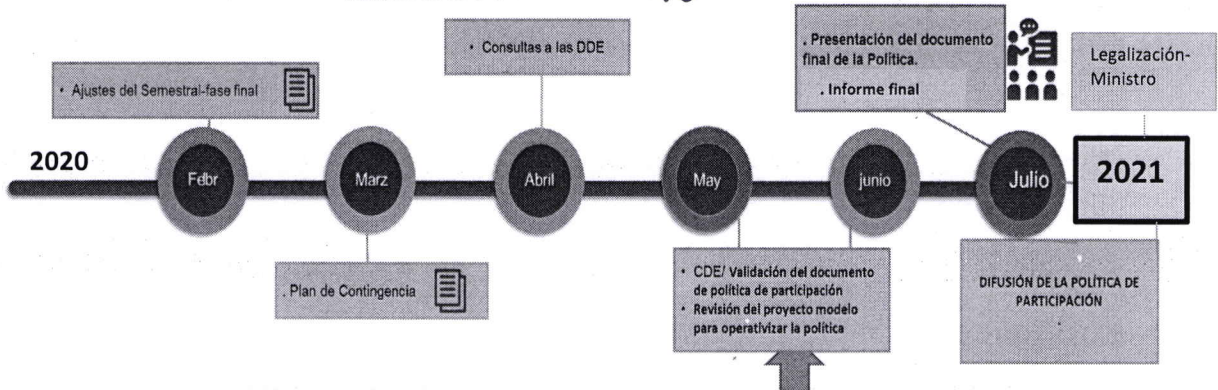 • Consultas a las DDE
. Presentación del documento
final de la Política.
. Informe final
Legalización-
Ministro
• Ajustes del Semestral-fase final
2020
Febr
Marz
Abril
May
junio
Julio
2021
. Plan de Contingencia
• CDE/ Validación del documento
de política de participación
• Revisión del proyecto modelo
para operativizar la política
DIFUSIÓN DE LA POLÍTICA DE
PARTICIPACIÓN